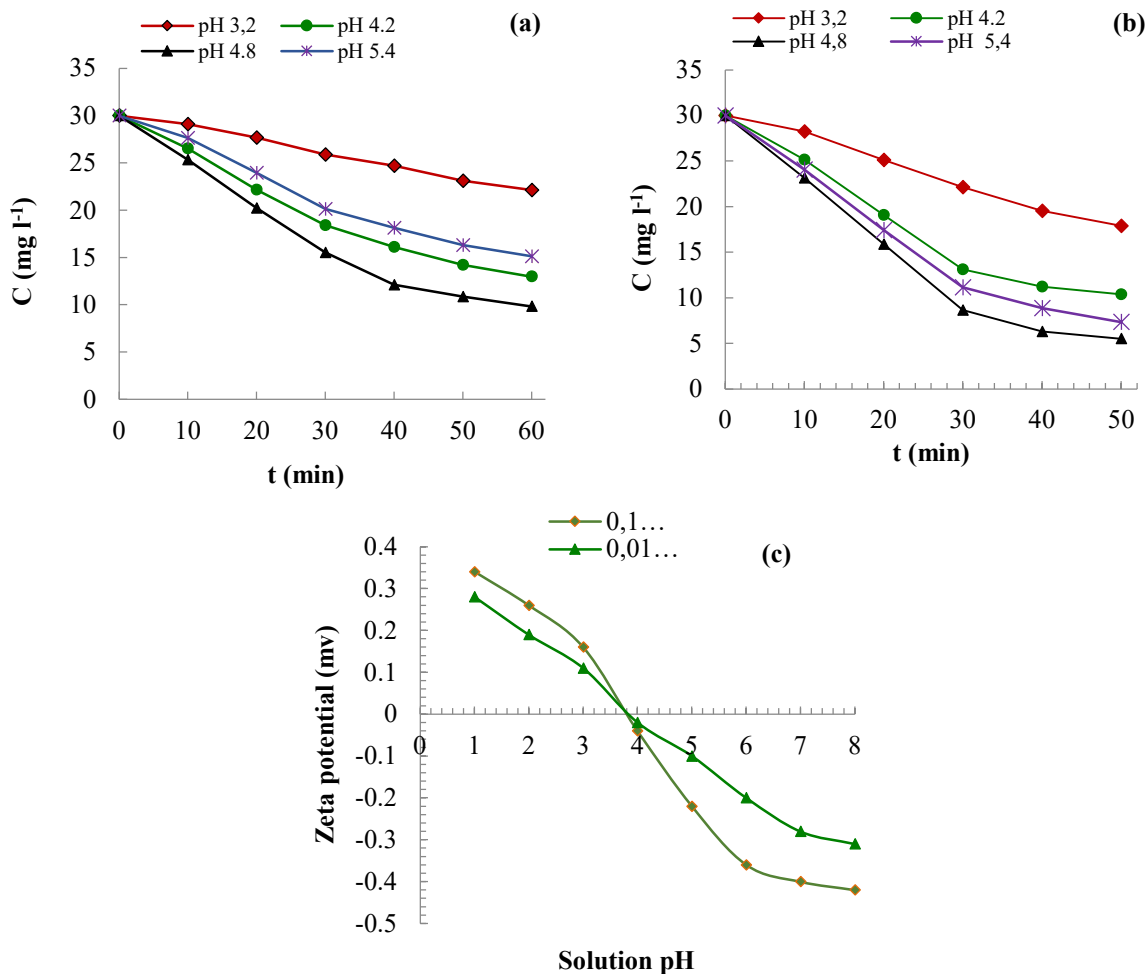 pH 3,2 pH 4.2
pH 4.8 pH 5.4
(a)
35
30
25
20
15
10
5
0
C (mg l-1)
0 10 20 30 40 50 60
t (min)
pH 3,2 pH 4.2
pH 4,8 pH 5,4
(b)
35
30
25
20
15
10
5
0
C (mg l-1)
0 10 20 30 40 50
t (min)
0,1...
0,01...
(c)
0.4
0.3
0.2
0.1
0
-0.1
-0.2
-0.3
-0.4
-0.5
Zeta potential (mv)
0 1 2 3 4 5 6 7 8
Solution pH